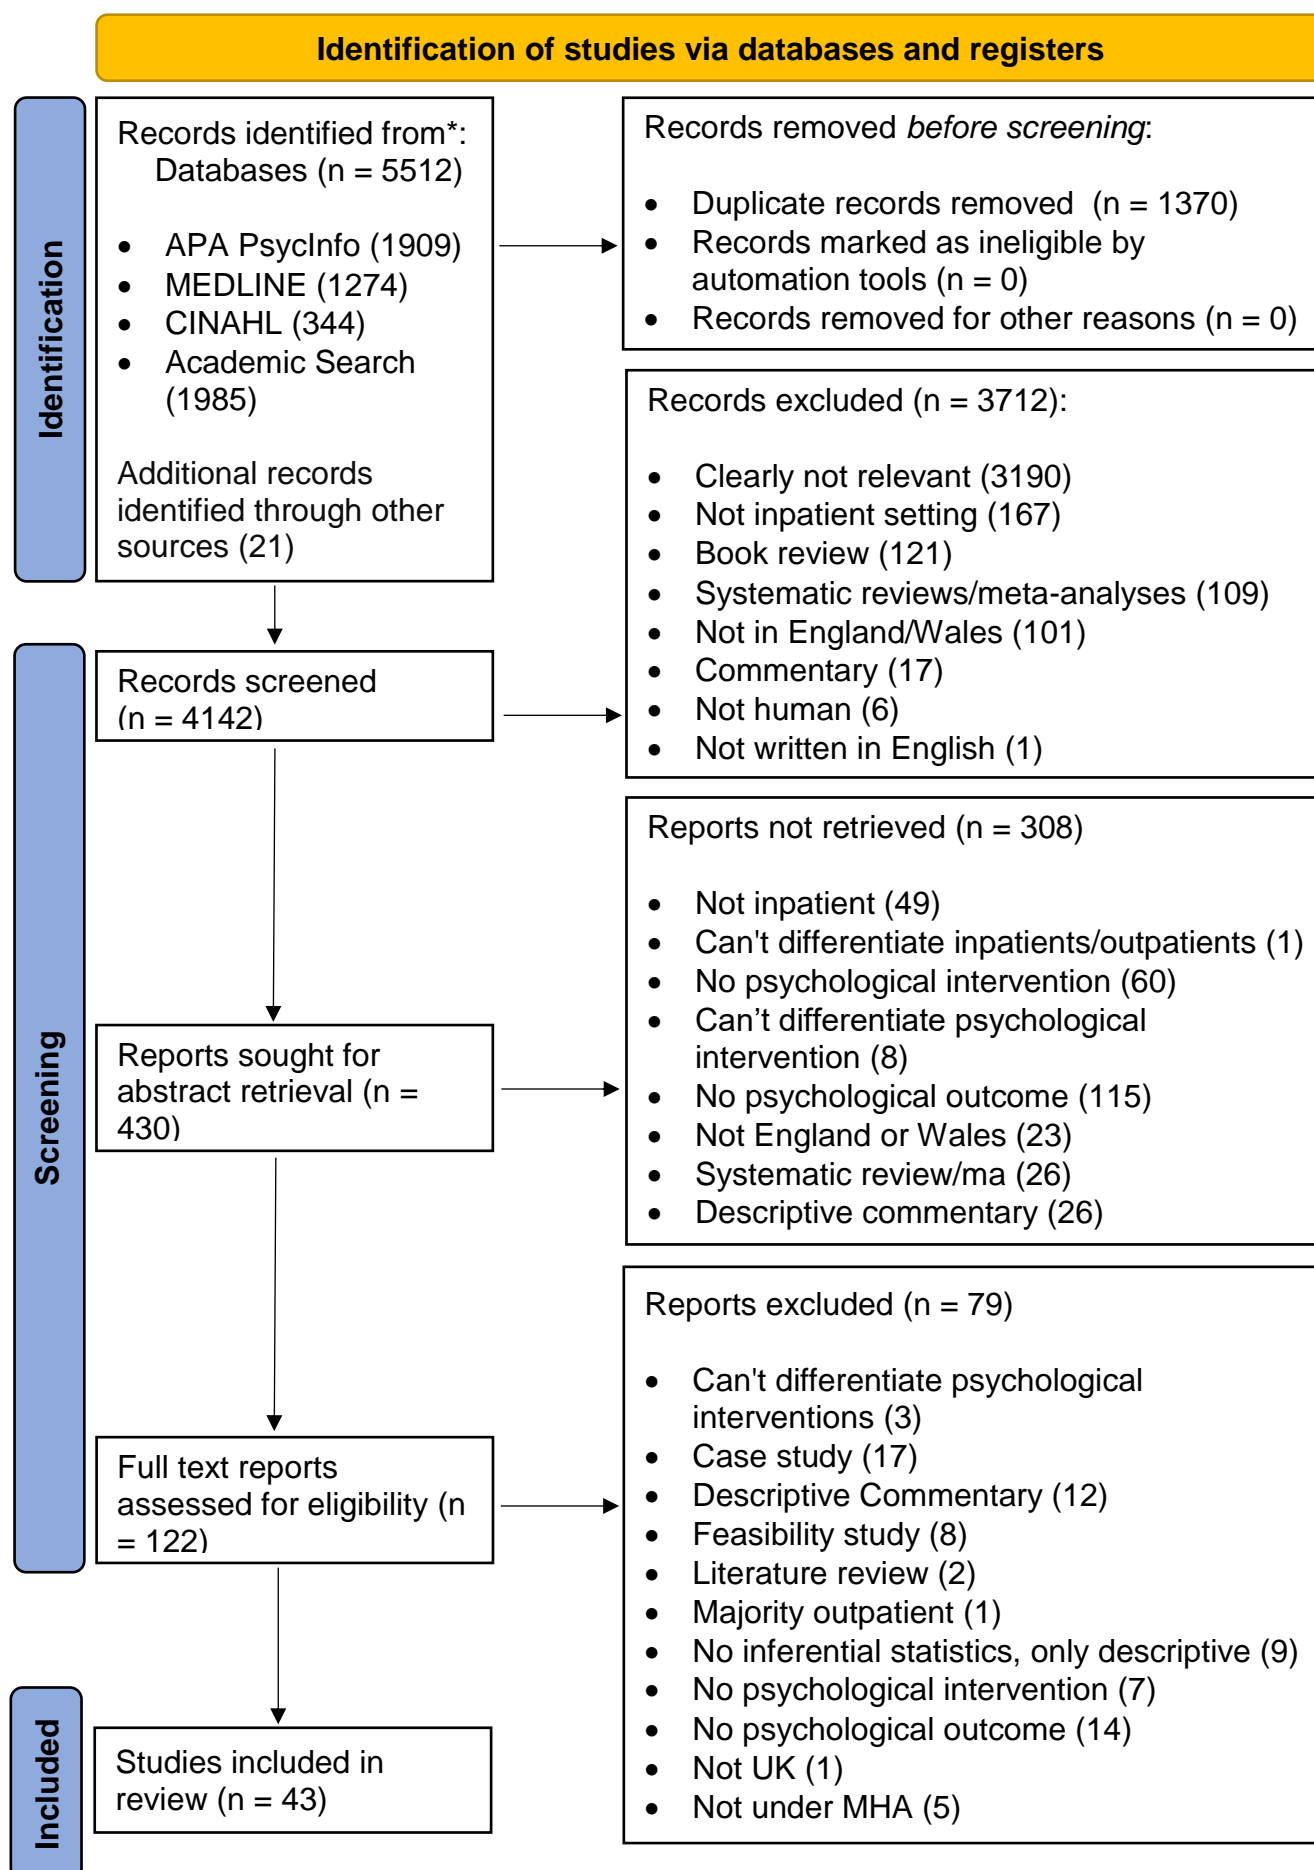 Identification of studies via databases and registers
Identification
Records identified from*:
Databases (n = 5512)
• APA PsycInfo (1909)
• MEDLINE (1274)
• CINAHL (344)
• Academic Search
(1985)
Additional records
identified through other
sources (21)
Records removed before screening:
• Duplicate records removed (n = 1370)
• Records marked as ineligible by
automation tools (n = 0)
• Records removed for other reasons (n = 0)
Records excluded (n = 3712):
• Clearly not relevant (3190)
• Not inpatient setting (167)
• Book review (121)
• Systematic reviews/meta-analyses (109)
• Not in England/Wales (101)
• Commentary (17)
• Not human (6)
• Not written in English (1)
Screening
Records screened
(n = 4142)
Reports not retrieved (n = 308)
• Not inpatient (49)
• Can't differentiate inpatients/outpatients (1)
• No psychological intervention (60)
• Can’t differentiate psychological
intervention (8)
• No psychological outcome (115)
• Not England or Wales (23)
• Systematic review/ma (26)
• Descriptive commentary (26)
Reports sought for
abstract retrieval (n =
430)
Reports excluded (n = 79)
• Can't differentiate psychological
interventions (3)
• Case study (17)
• Descriptive Commentary (12)
• Feasibility study (8)
• Literature review (2)
• Majority outpatient (1)
• No inferential statistics, only descriptive (9)
• No psychological intervention (7)
• No psychological outcome (14)
• Not UK (1)
• Not under MHA (5)
Full text reports
assessed for eligibility (n
= 122)
Included
Studies included in
review (n = 43)